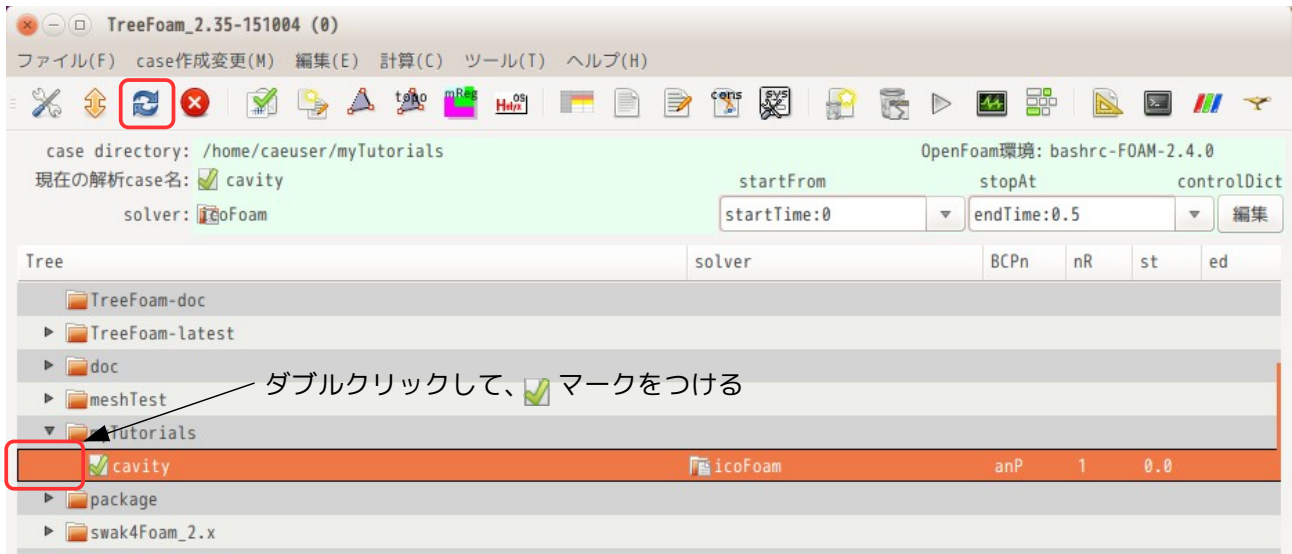 TreeFoam_2.35-151004 (0)
ファイル(F) case作成変更(M) 編集(E) 計算(C) ツール(T) ヘルプ(H)
topo mReg OS Helyx cons sys
case directory: /home/caeuser/myTutorials OpenFoam環境: bashrc-FOAM-2.4.0
現在の解析case名: cavity startFrom stopAt controlDict
solver: icoFoam startTime:0 endTime:0.5 編集
Tree solver BCPn nR st ed
TreeFoam-doc
TreeFoam-latest
doc
ダブルクリックして、 マークをつける
meshTest
myTutorials
cavity icoFoam anP 1 0.0
package
swak4Foam_2.x